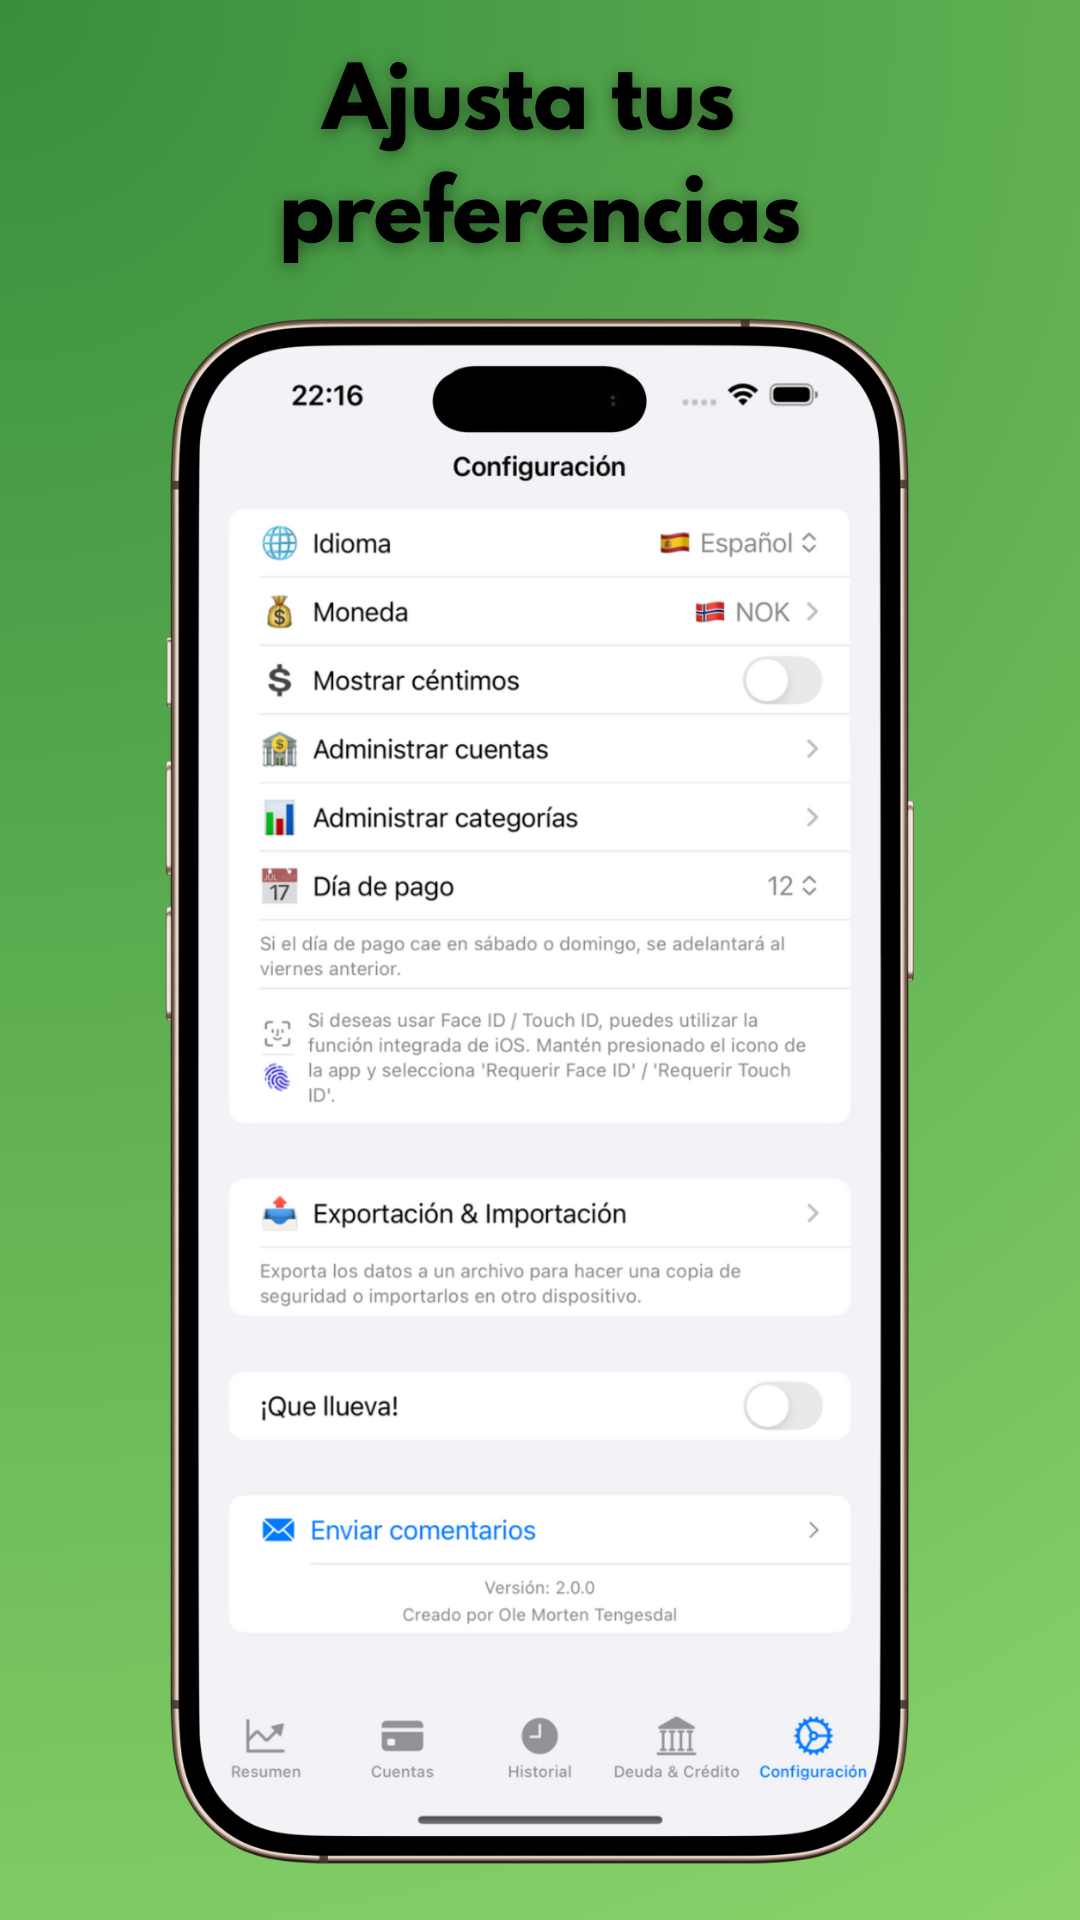 Ajusta tus
preferencias
22:16
Configuración
Idioma
Español
Moneda
NOK
Mostrar céntimos
Administrar cuentas
Administrar categorías
JUL
17
Día de pago
12
Si el día de pago cae en sábado o domingo, se adelantará al
viernes anterior.
Si deseas usar Face ID / Touch ID, puedes utilizar la
función integrada de iOS. Mantén presionado el icono de
la app y selecciona 'Requerir Face ID' / 'Requerir Touch
ID'.
Exportación & Importación
Exporta los datos a un archivo para hacer una copia de
seguridad o importarlos en otro dispositivo.
¡Que llueva!
Enviar comentarios
Versión: 2.0.0
Creado por Ole Morten Tengesdal
Resumen
Cuentas
Historial
Deuda & Crédito
Configuración